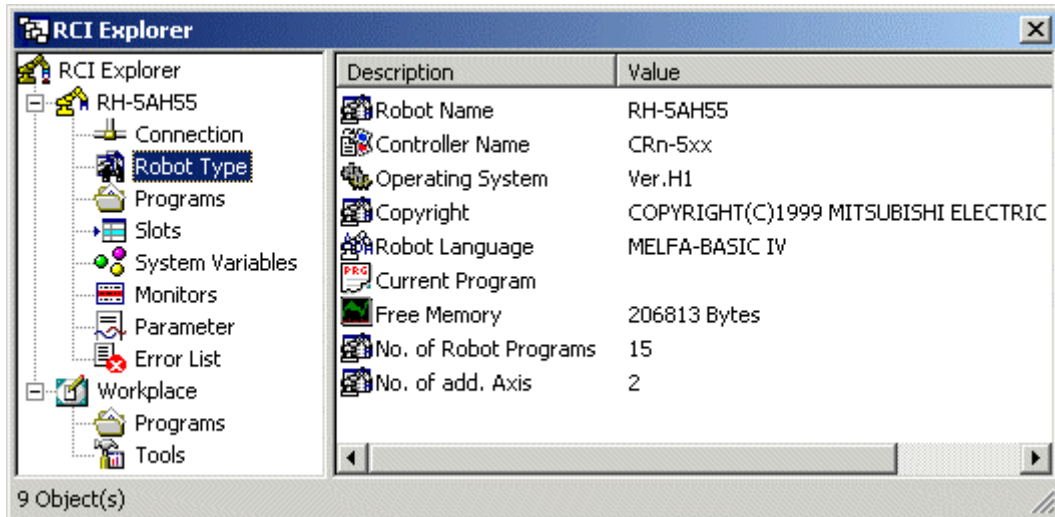 RCI Explorer
RCI Explorer
RH-5AH55
Connection
Robot Type
Programs
Slots
System Variables
Monitors
Parameter
Error List
Workplace
Programs
Tools
Description Value
Robot Name RH-5AH55
Controller Name CRn-5xx
Operating System Ver.H1
Copyright COPYRIGHT(C)1999 MITSUBISHI ELECTRIC
Robot Language MELFA-BASIC IV
PRG Current Program
Free Memory 206813 Bytes
No. of Robot Programs 15
No. of add. Axis 2
9 Object(s)